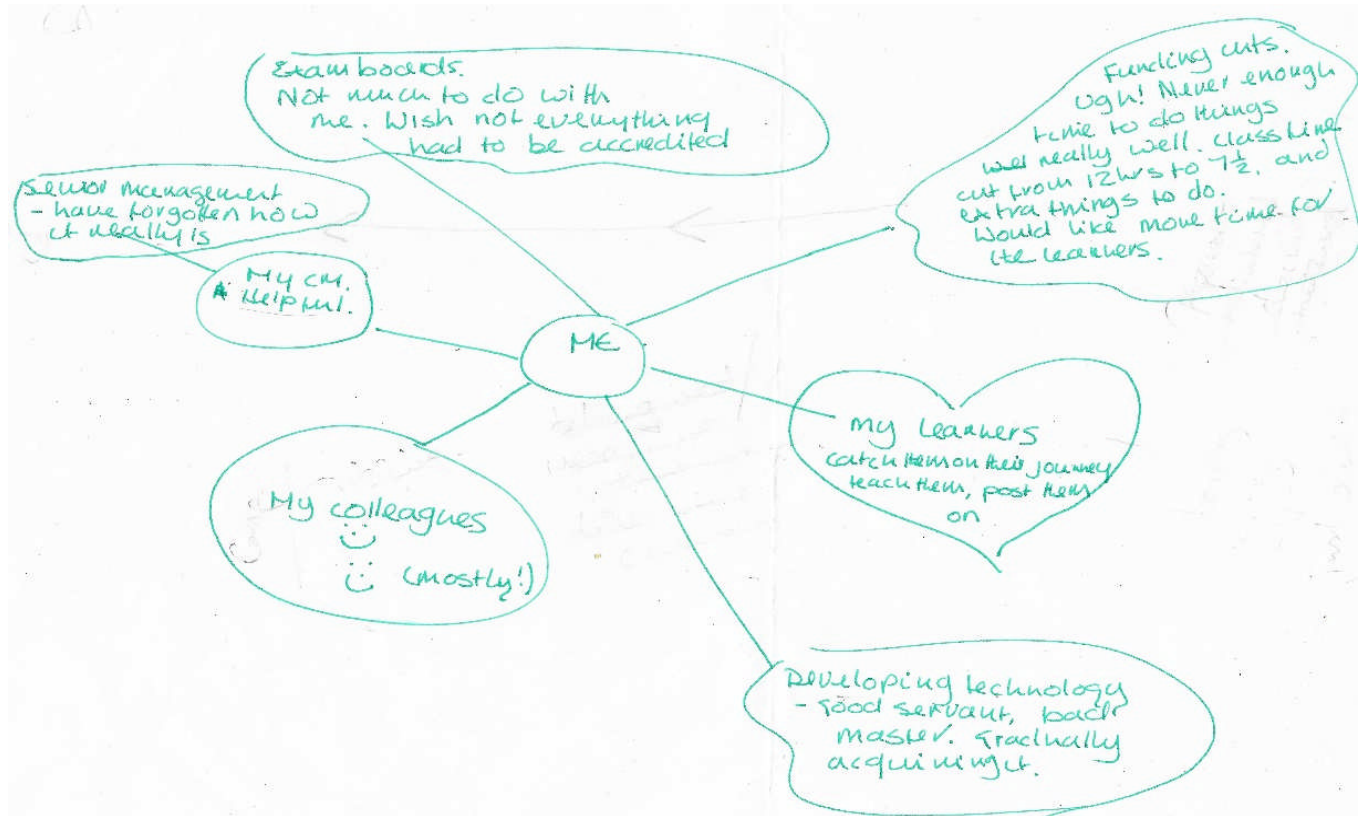 Exam boards.
Not much to do with
me. Wish not everything
had to be accredited
Funding cuts.
Ugh! Never enough
time to do things
really well. Class time
cut from 12hrs to 7½, and
extra things to do.
Would like more time for
the learners.
Senior management
- have forgotten how
it really is
My CM.
Helpful.
ME
My learners
catch them on their journey
teach them, post them
on
My colleagues
(mostly!)
Developing technology
- good servant, bad
master. Gradually
acquiring it.